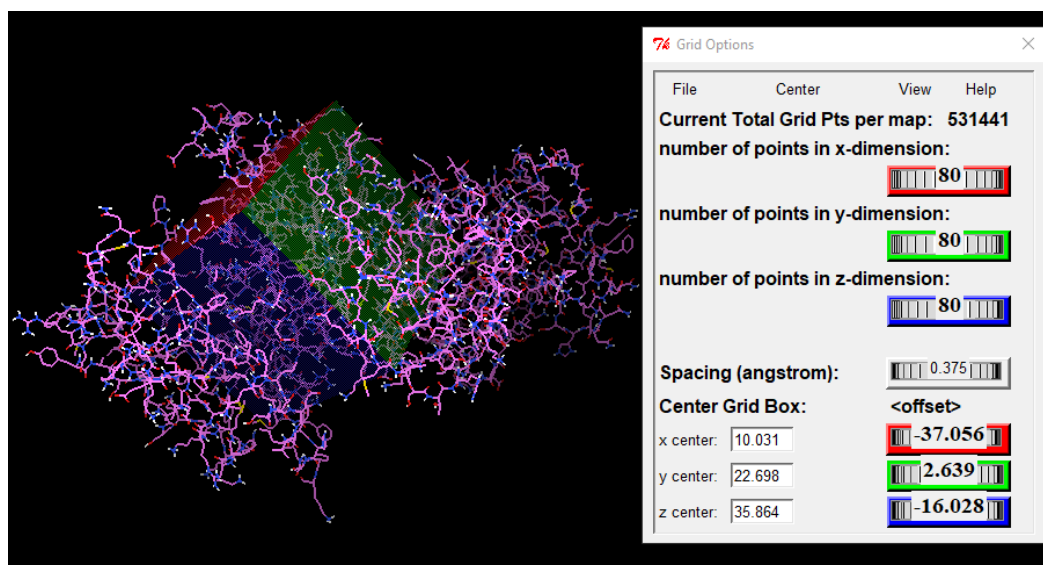 Grid Options
File Center View Help
Current Total Grid Pts per map: 531441
number of points in x-dimension:
80
number of points in y-dimension:
80
number of points in z-dimension:
80
Spacing (angstrom): 0.375
Center Grid Box: <offset>
x center: 10.031 -37.056
y center: 22.698 2.639
z center: 35.864 -16.028